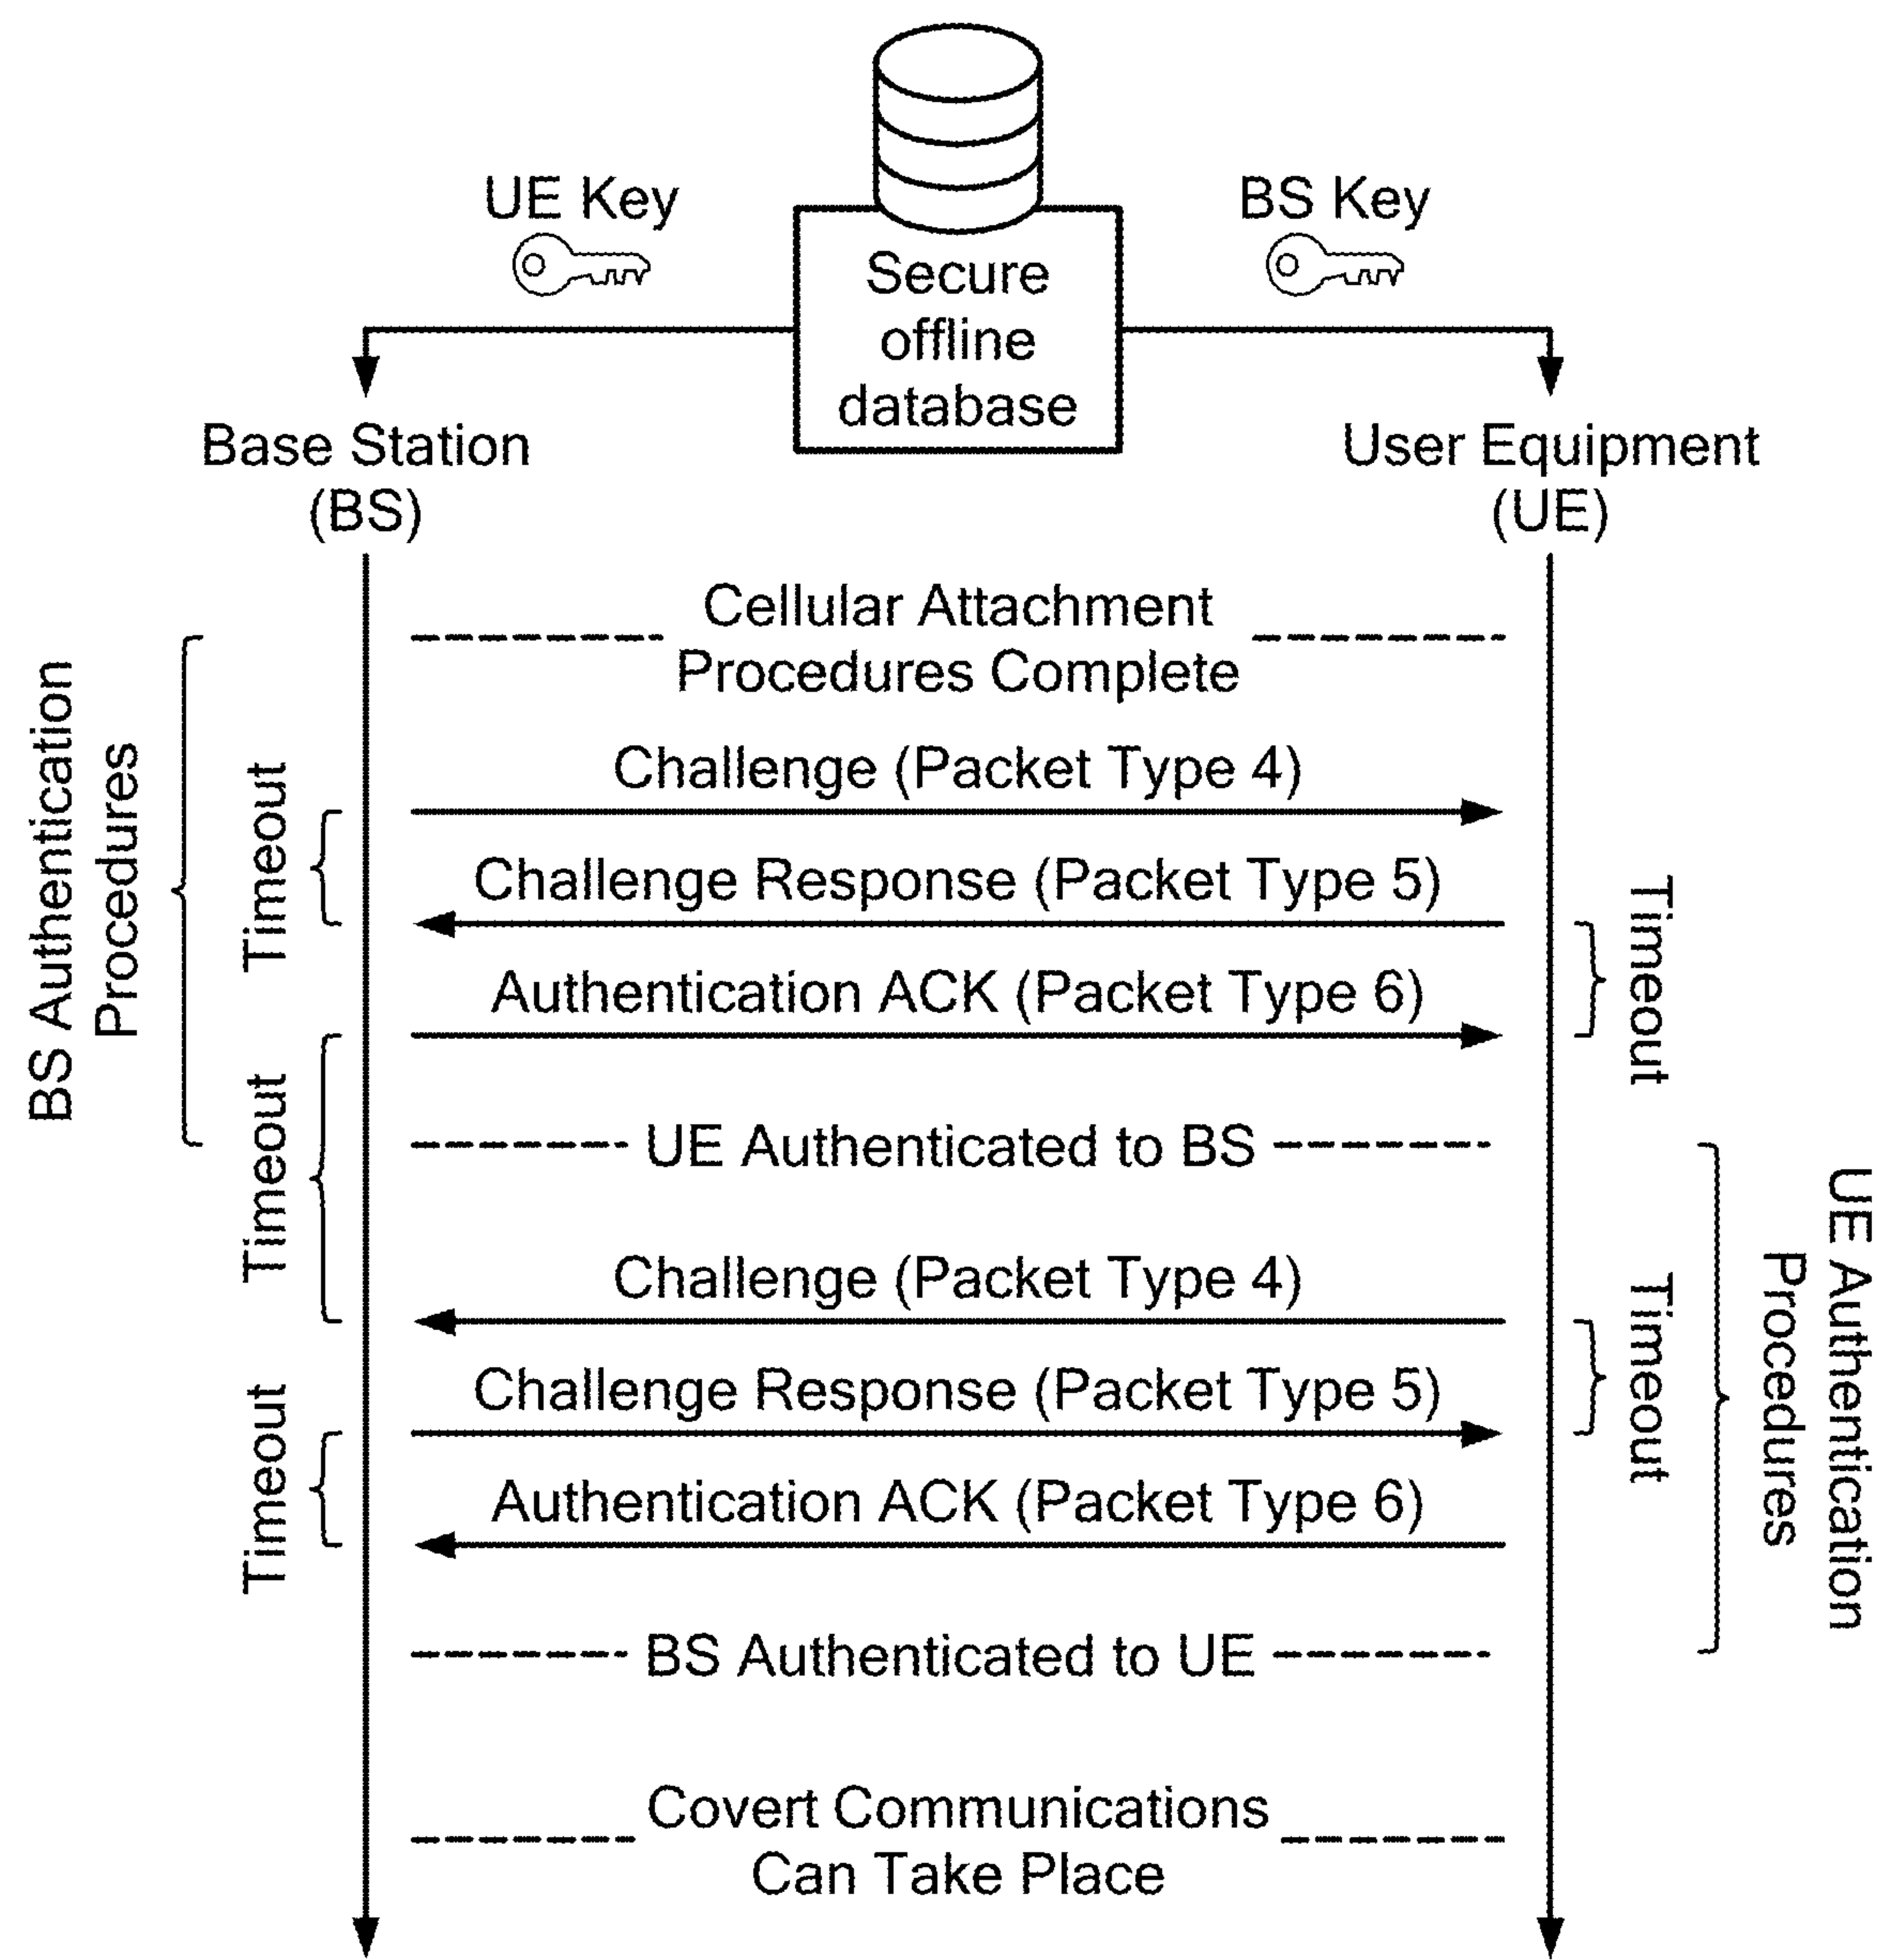 UE Key
BS Key
Secure
offline
database
Base Station
(BS)
User Equipment
(UE)
Cellular Attachment
Procedures Complete
BS Authentication
Procedures
Challenge (Packet Type 4)
Timeout
Challenge Response (Packet Type 5)
Timeout
Authentication ACK (Packet Type 6)
Timeout
UE Authenticated to BS
UE Authentication
Procedures
Challenge (Packet Type 4)
Timeout
Challenge Response (Packet Type 5)
Timeout
Authentication ACK (Packet Type 6)
BS Authenticated to UE
Covert Communications
Can Take Place